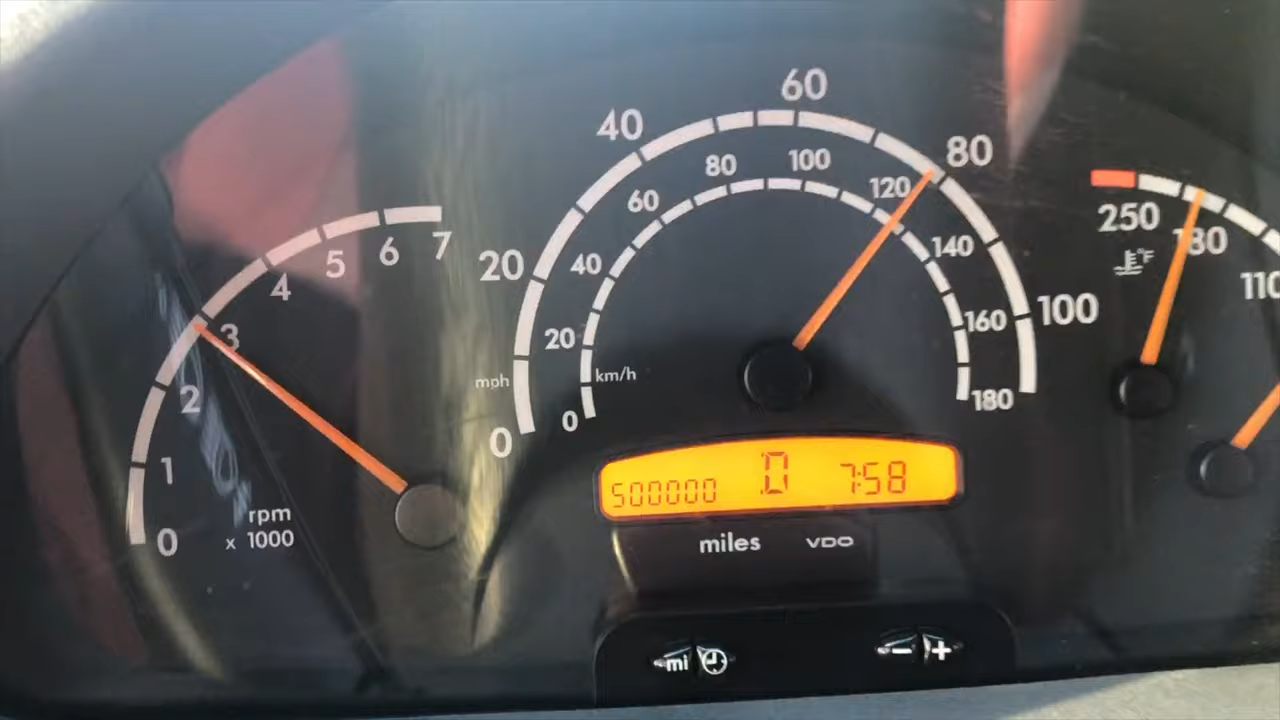 0 1 2 3 4 5 6 7
rpm
x 1000
0 20 40 60 80 100
mph
0 20 40 60 80 100 120 140 160 180
km/h
500000 D 7:58
miles VDO
mi
- +
250 180 110
°F